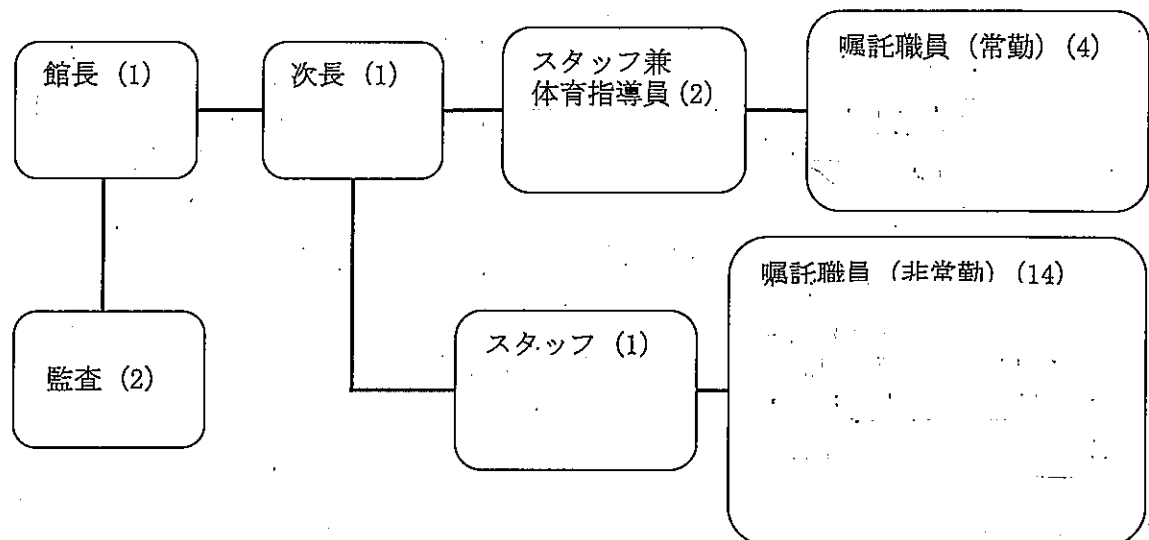 館長 (1)
次長 (1)
スタッフ兼
体育指導員 (2)
嘱託職員 (常勤) (4)
監査 (2)
スタッフ (1)
嘱託職員 (非常勤) (14)